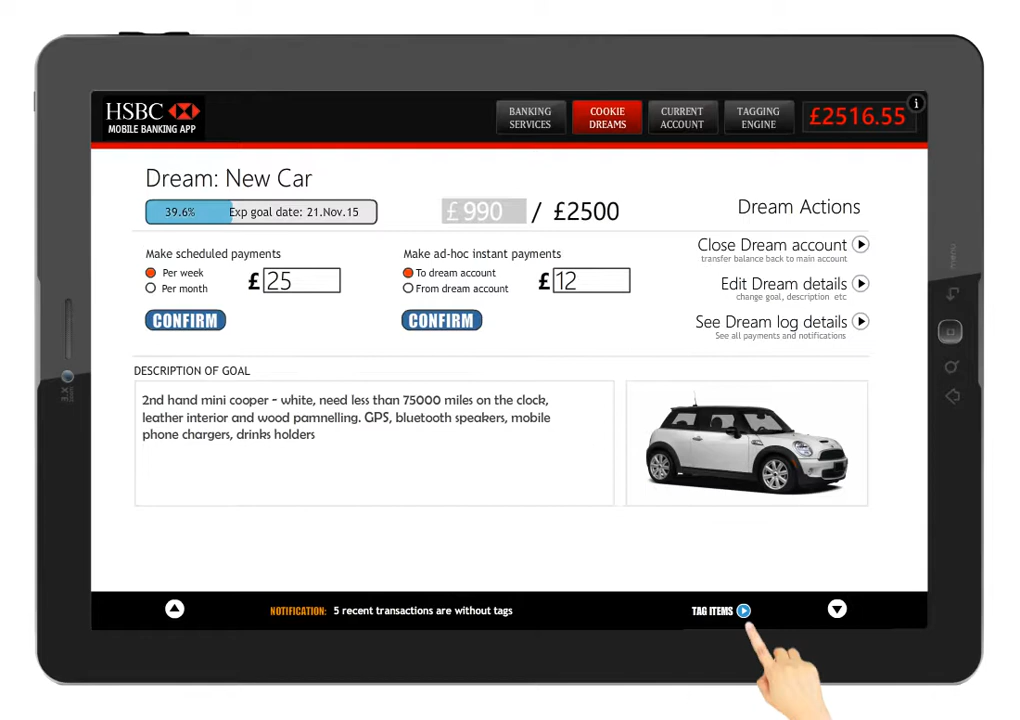 HSBC
MOBILE BANKING APP
BANKING
SERVICES
COOKIE
DREAMS
CURRENT
ACCOUNT
TAGGING
ENGINE
£2516.55
i
Dream: New Car
39.6% Exp goal date: 21.Nov.15
£ 990 / £2500
Dream Actions
Make scheduled payments
Per week
Per month
£ 25
CONFIRM
Make ad-hoc instant payments
To dream account
From dream account
£ 12
CONFIRM
Close Dream account
transfer balance back to main account
Edit Dream details
change goal, description etc
See Dream log details
See all payments and notifications
DESCRIPTION OF GOAL
2nd hand mini cooper - white, need less than 75000 miles on the clock,
leather interior and wood pamnelling. GPS, bluetooth speakers, mobile
phone chargers, drinks holders
NOTIFICATION: 5 recent transactions are without tags
TAG ITEMS
menu